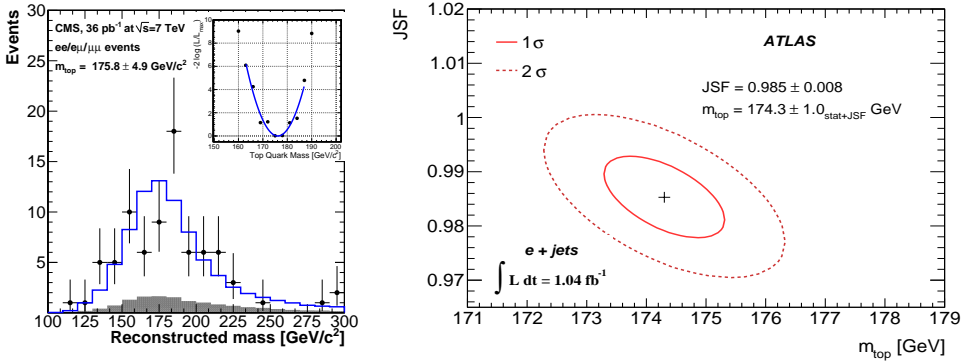 CMS, 36 pb⁻¹ at √s=7 TeV
ee/eμ/μμ events
m_top = 175.8 ± 4.9 GeV/c²
Events
30
25
20
15
10
5
0
100 125 150 175 200 225 250 275 300
Reconstructed mass [GeV/c²]
-2 log (L/L_max)
10
8
6
4
2
0
150 160 170 180 190 200
Top Quark Mass [GeV/c²]
JSF
1.02
1.01
1
0.99
0.98
0.97
1σ
2 σ
ATLAS
JSF = 0.985 ± 0.008
m_top = 174.3 ± 1.0_stat+JSF GeV
e + jets
∫ L dt = 1.04 fb⁻¹
171 172 173 174 175 176 177 178 179
m_top [GeV]